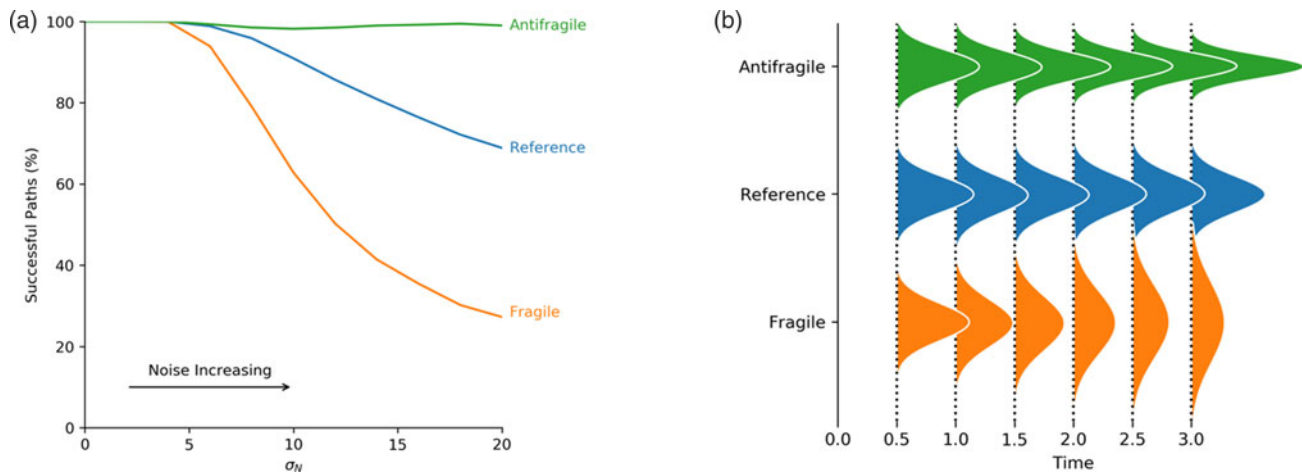 (a)
100
80
60
40
20
0
Successful Paths (%)
Antifragile
Reference
Fragile
Noise Increasing
0 5 10 15 20
σN
(b)
Antifragile
Reference
Fragile
0.0 0.5 1.0 1.5 2.0 2.5 3.0
Time